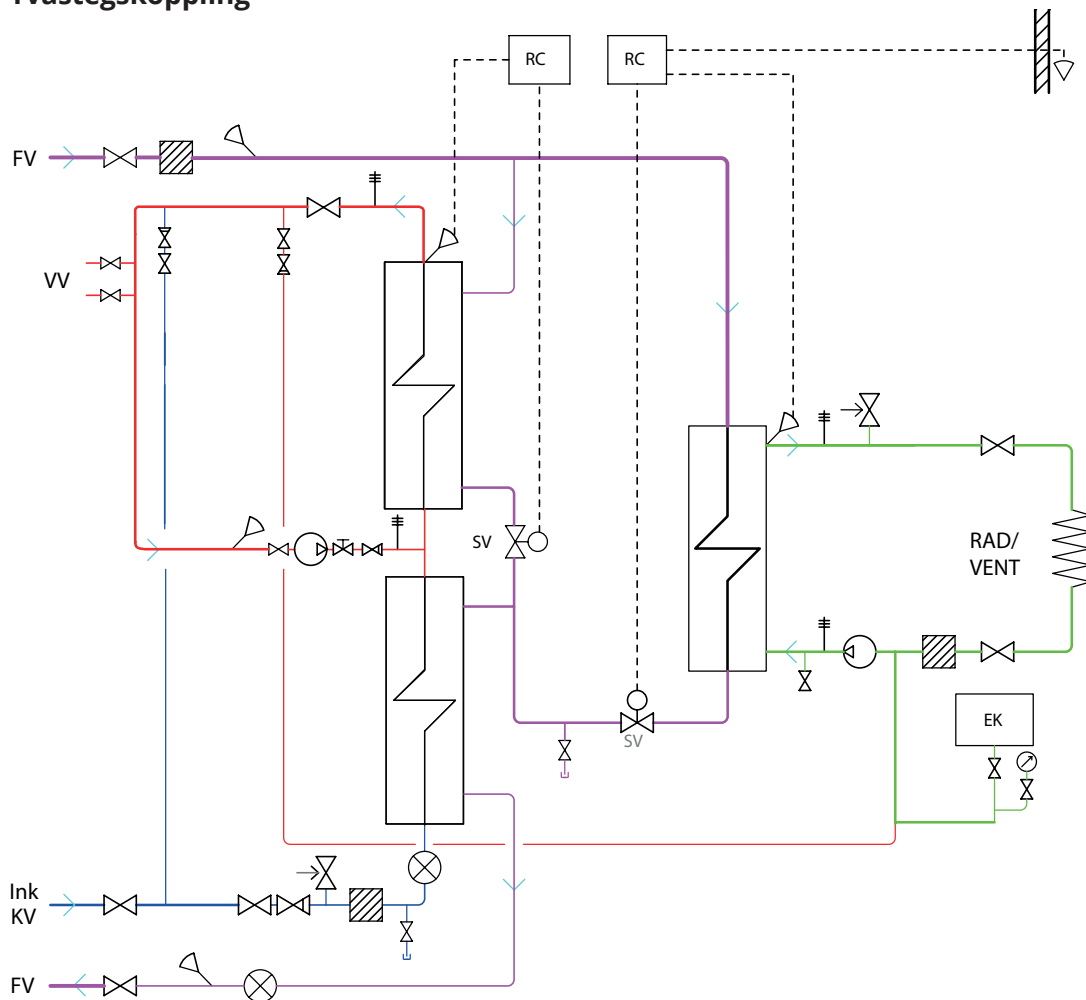 Tvåstegskoppling
RC
RC
FV
VV
SV
RAD/
VENT
EK
SV
Ink
KV
FV